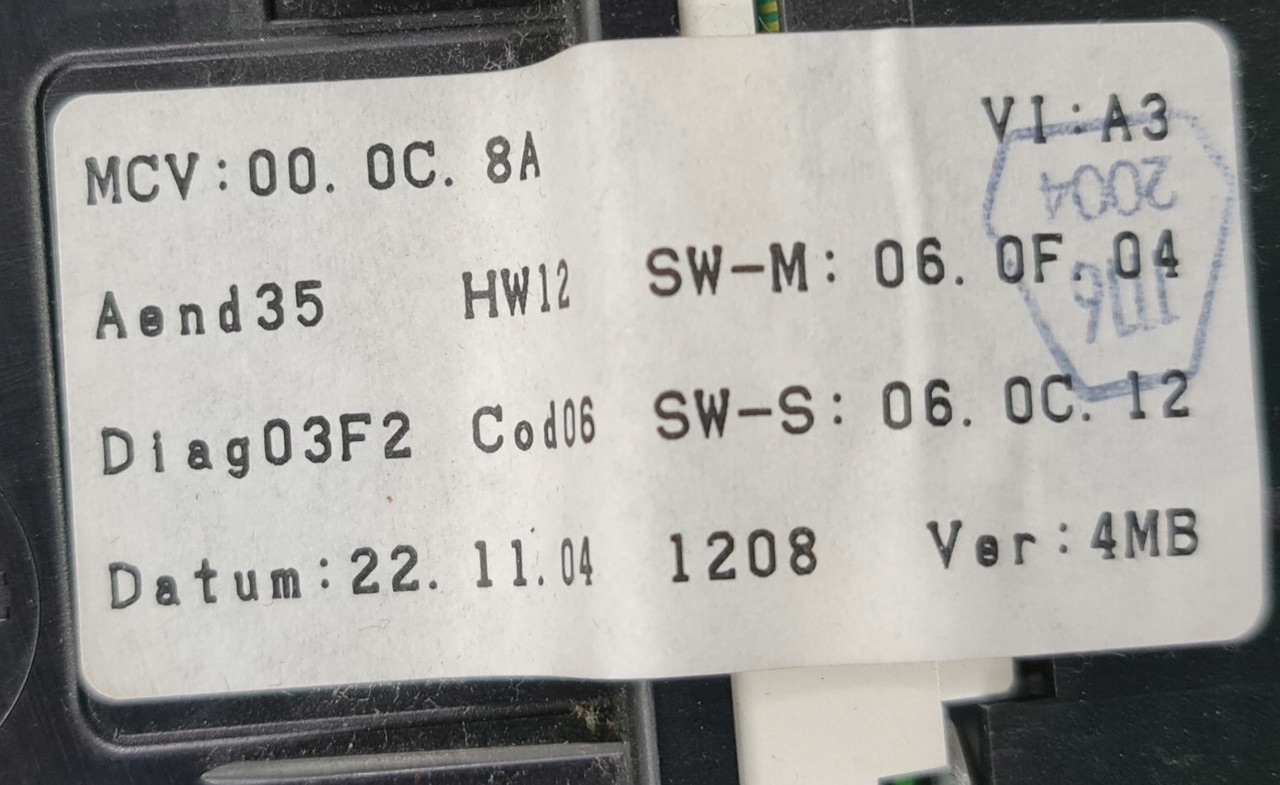 VI:A3
MCV:00. 0C. 8A
2004
Aend35 HW12 SW-M: 06. 0F. 04
Diag03F2 Cod06 SW-S: 06. 0C. 12
Datum:22. 11. 04 1208 Ver:4MB